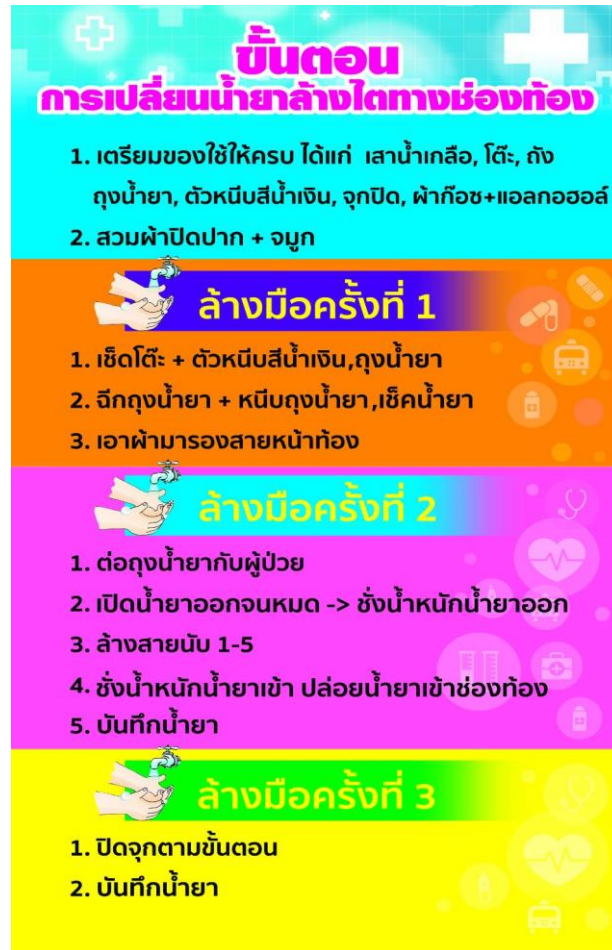 ขั้นตอน
การเปลี่ยนน้ำยาล้างไตทางช่องท้อง
1. เตรียมของใช้ให้ครบ ได้แก่ เสาน้ำเกลือ, โต๊ะ, ถัง
ถุงน้ำยา, ตัวหนีบสีน้ำเงิน, จุกปิด, ผ้าก๊อซ+แอลกอฮอล์
2. สวมผ้าปิดปาก + จมูก
ล้างมือครั้งที่ 1
1. เช็ดโต๊ะ + ตัวหนีบสีน้ำเงิน,ถุงน้ำยา
2. ฉีกถุงน้ำยา + หนีบถุงน้ำยา,เช็คน้ำยา
3. เอาผ้ามารองสายหน้าท้อง
ล้างมือครั้งที่ 2
1. ต่อถุงน้ำยากับผู้ป่วย
2. เปิดน้ำยาออกจนหมด -> ชั่งน้ำหนักน้ำยาออก
3. ล้างสายนับ 1-5
4. ชั่งน้ำหนักน้ำยาเข้า ปล่อยน้ำยาเข้าช่องท้อง
5. บันทึกน้ำยา
ล้างมือครั้งที่ 3
1. ปิดจุกตามขั้นตอน
2. บันทึกน้ำยา